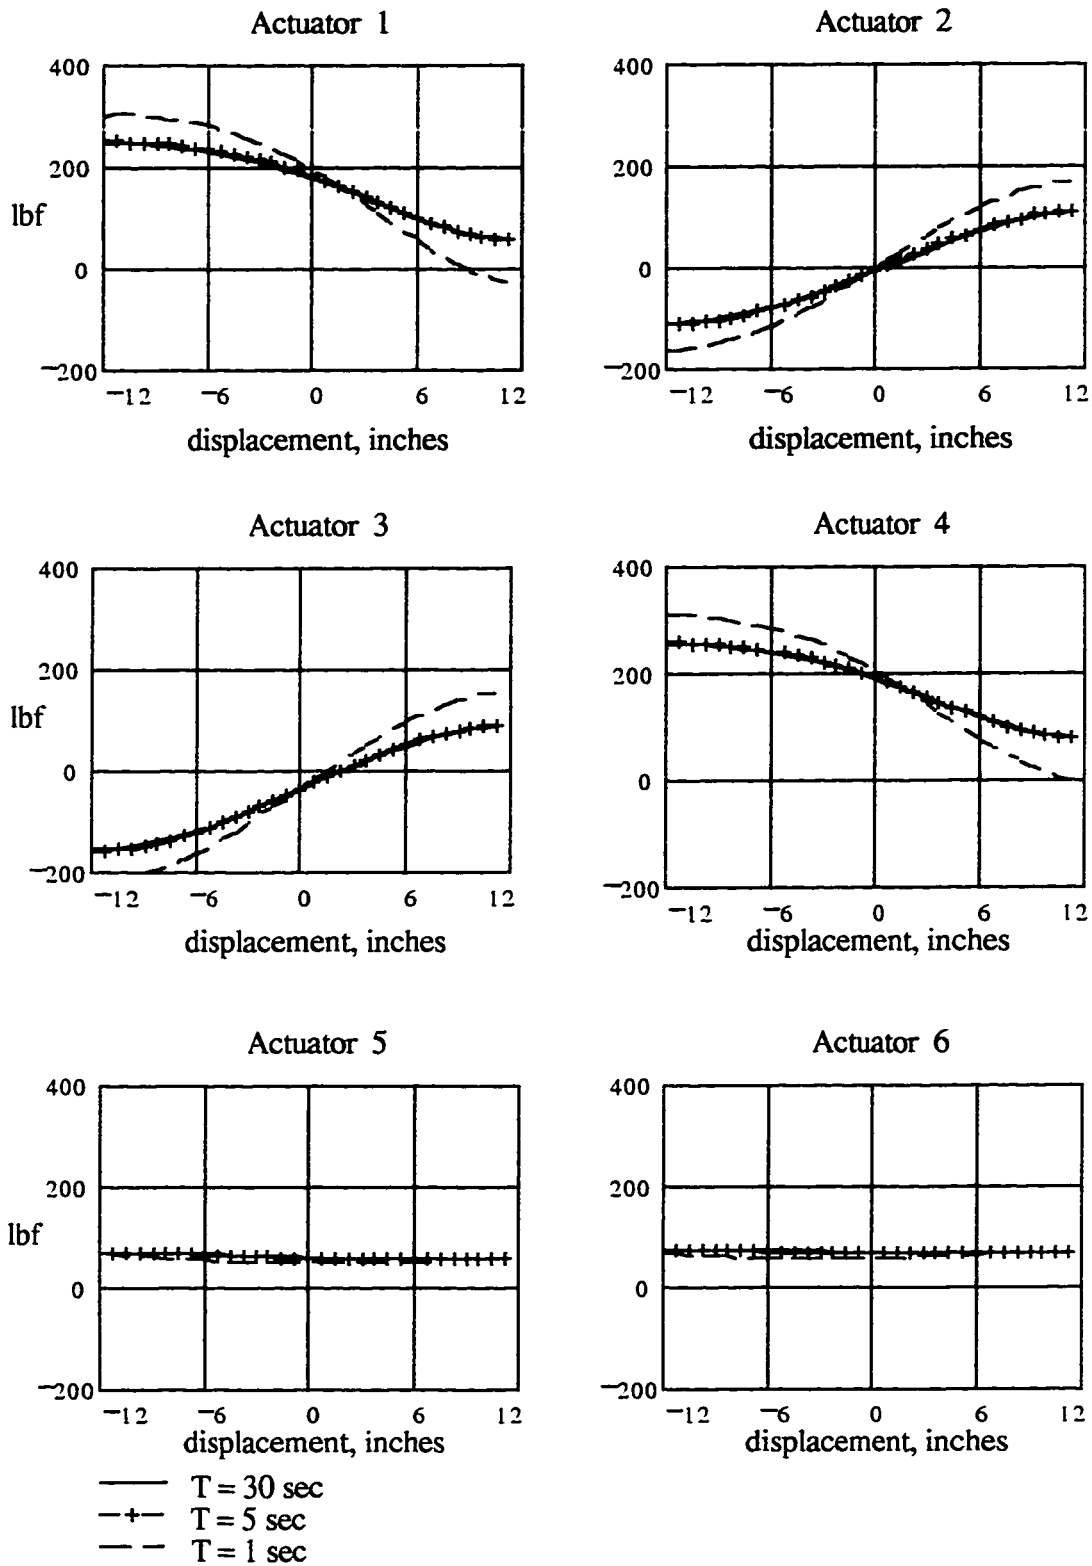 Actuator 1
Actuator 2
400
200
lbf
0
−200
−12 −6 0 6 12
displacement, inches
400
200
0
−200
−12 −6 0 6 12
displacement, inches
Actuator 3
Actuator 4
400
200
lbf
0
−200
−12 −6 0 6 12
displacement, inches
400
200
0
−200
−12 −6 0 6 12
displacement, inches
Actuator 5
Actuator 6
400
200
lbf
0
−200
−12 −6 0 6 12
displacement, inches
400
200
0
−200
−12 −6 0 6 12
displacement, inches
T = 30 sec
T = 5 sec
T = 1 sec